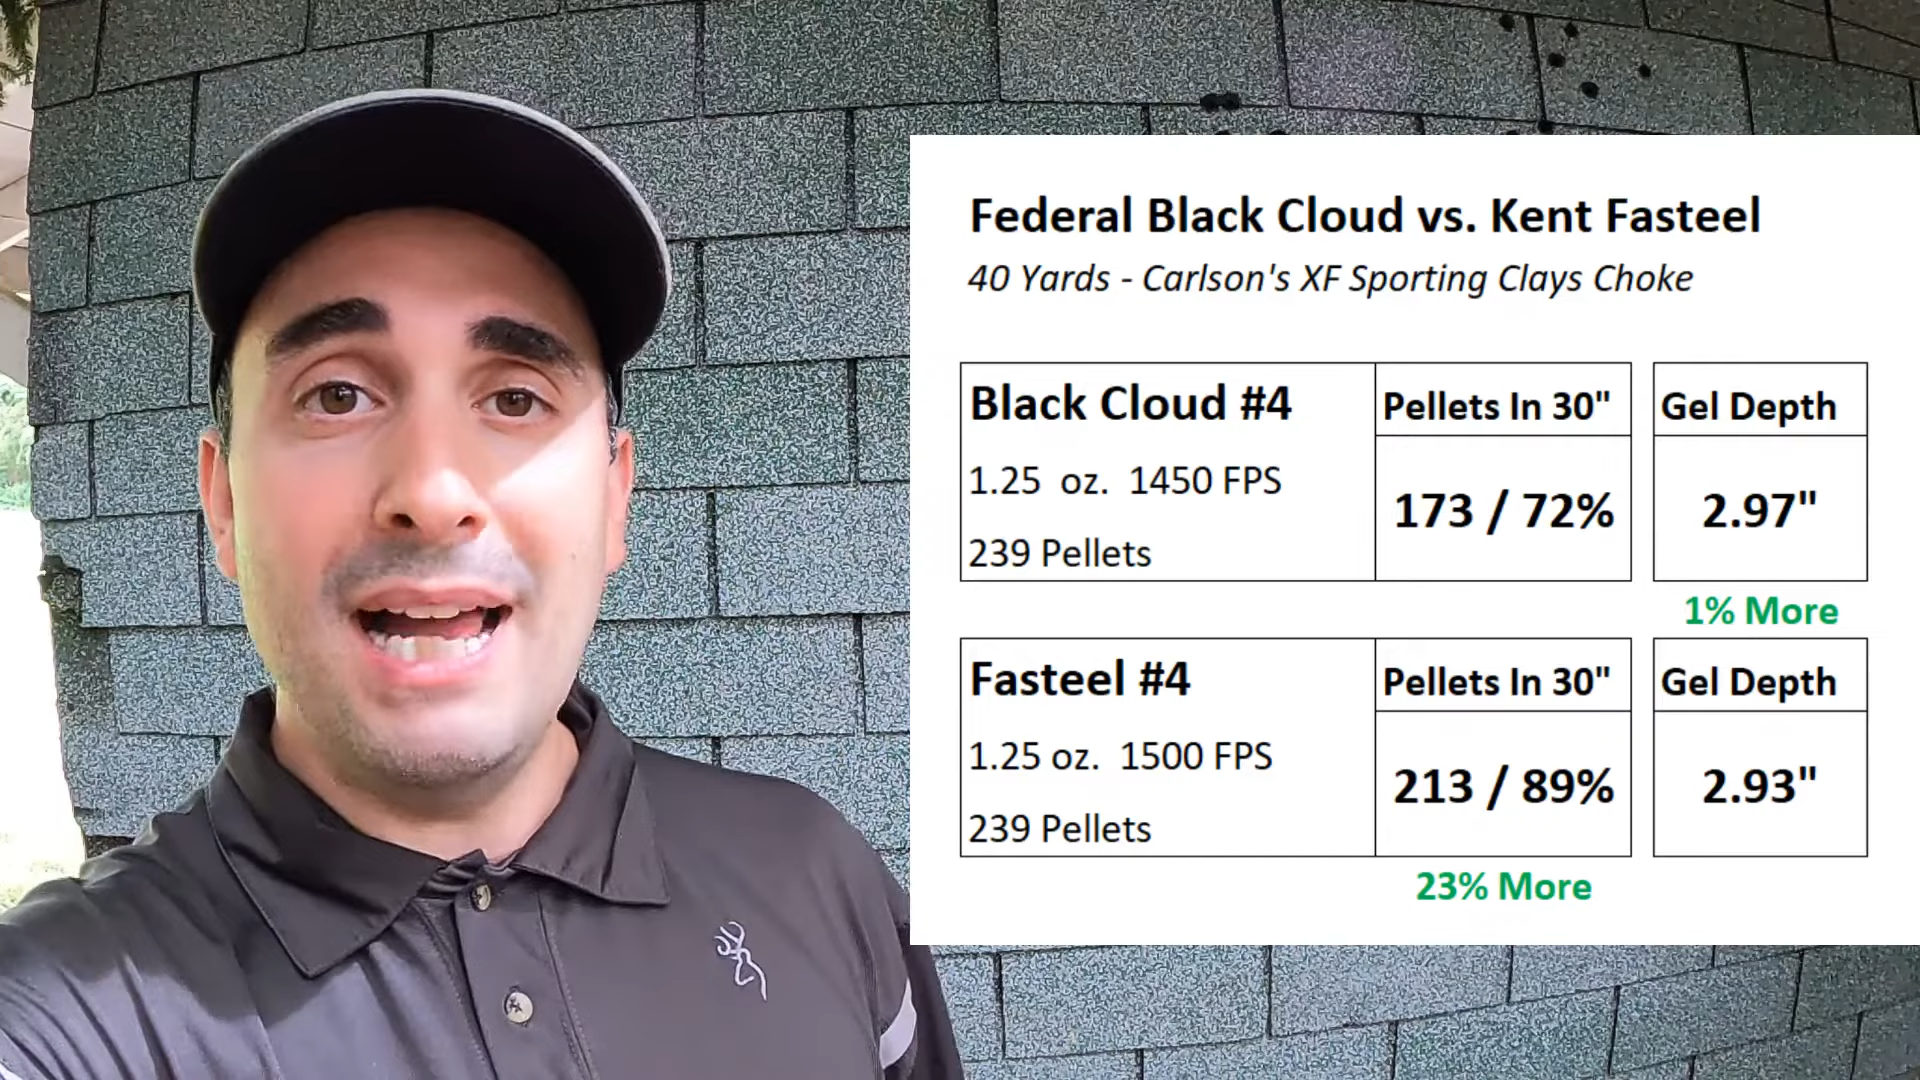 Federal Black Cloud vs. Kent Fasteel
40 Yards - Carlson's XF Sporting Clays Choke
Black Cloud #4
1.25 oz. 1450 FPS
239 Pellets
Pellets In 30"
173 / 72%
Gel Depth
2.97"
1% More
Fasteel #4
1.25 oz. 1500 FPS
239 Pellets
Pellets In 30"
213 / 89%
Gel Depth
2.93"
23% More